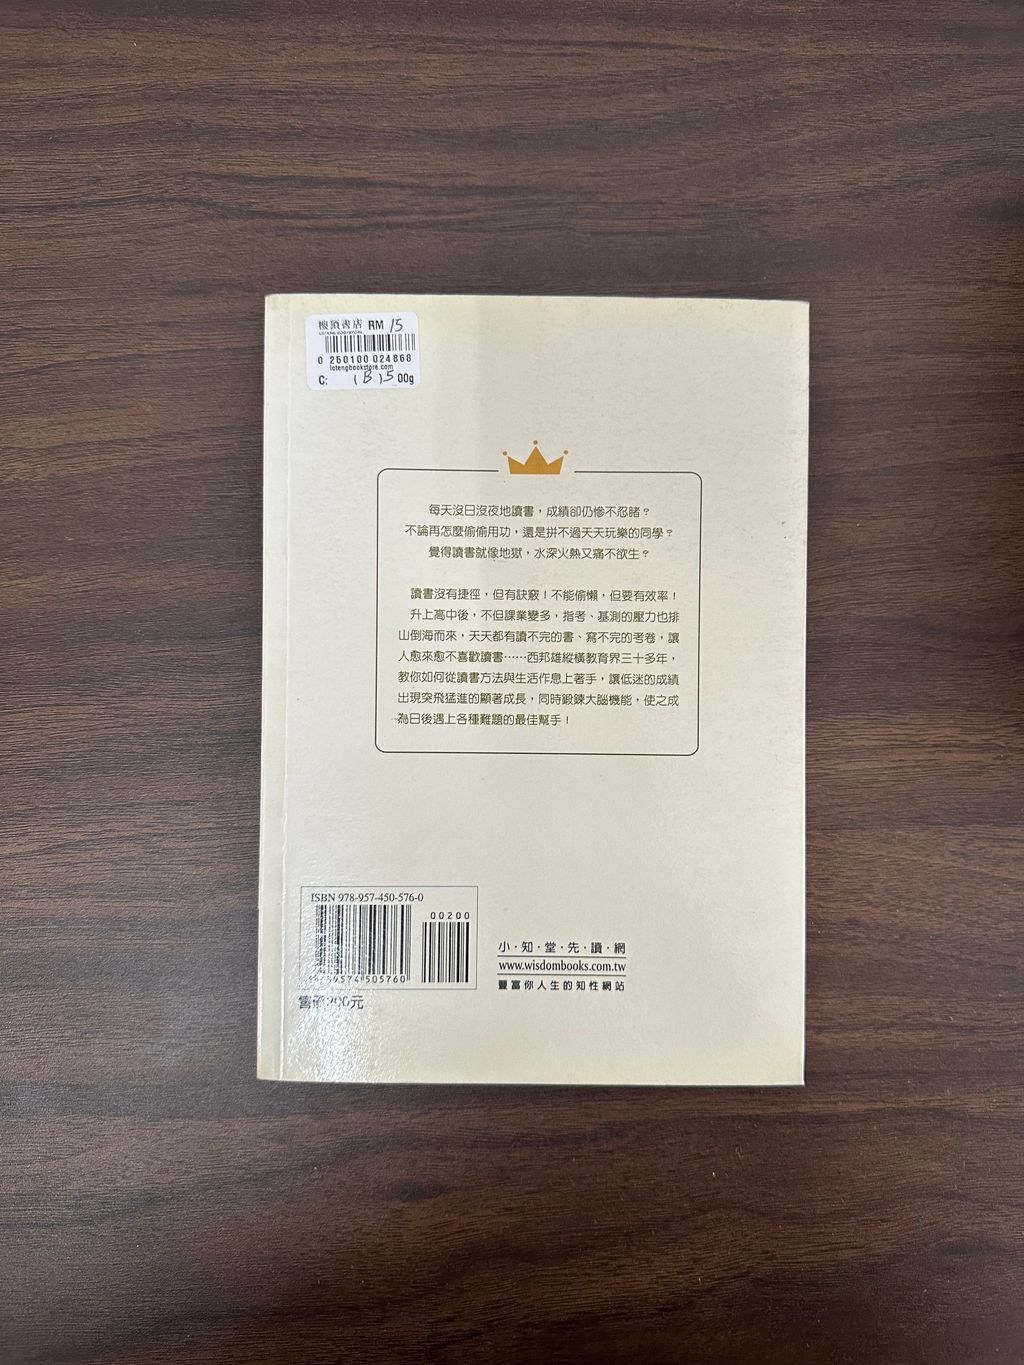 樓頂書店 RM 15
0 250100 024868
lotengbookstore.com
C: (B)500g
每天沒日沒夜地讀書，成績卻仍慘不忍睹？
不論再怎麼偷偷用功，還是拼不過天天玩樂的同學？
覺得讀書就像地獄，水深火熱又痛不欲生？
讀書沒有捷徑，但有訣竅！不能偷懶，但要有效率！
升上高中後，不但課業變多，指考、基測的壓力也排
山倒海而來，天天都有讀不完的書、寫不完的考卷，讓
人愈來愈不喜歡讀書⋯⋯西邦雄縱橫教育界三十多年，
教你如何從讀書方法與生活作息上著手，讓低迷的成績
出現突飛猛進的顯著成長，同時鍛鍊大腦機能，使之成
為日後遇上各種難題的最佳幫手！
ISBN 978-957-450-576-0
00200
9789574505760
售價200元
小・知・堂・先・讀・網
www.wisdombooks.com.tw
豐富你人生的知性網站